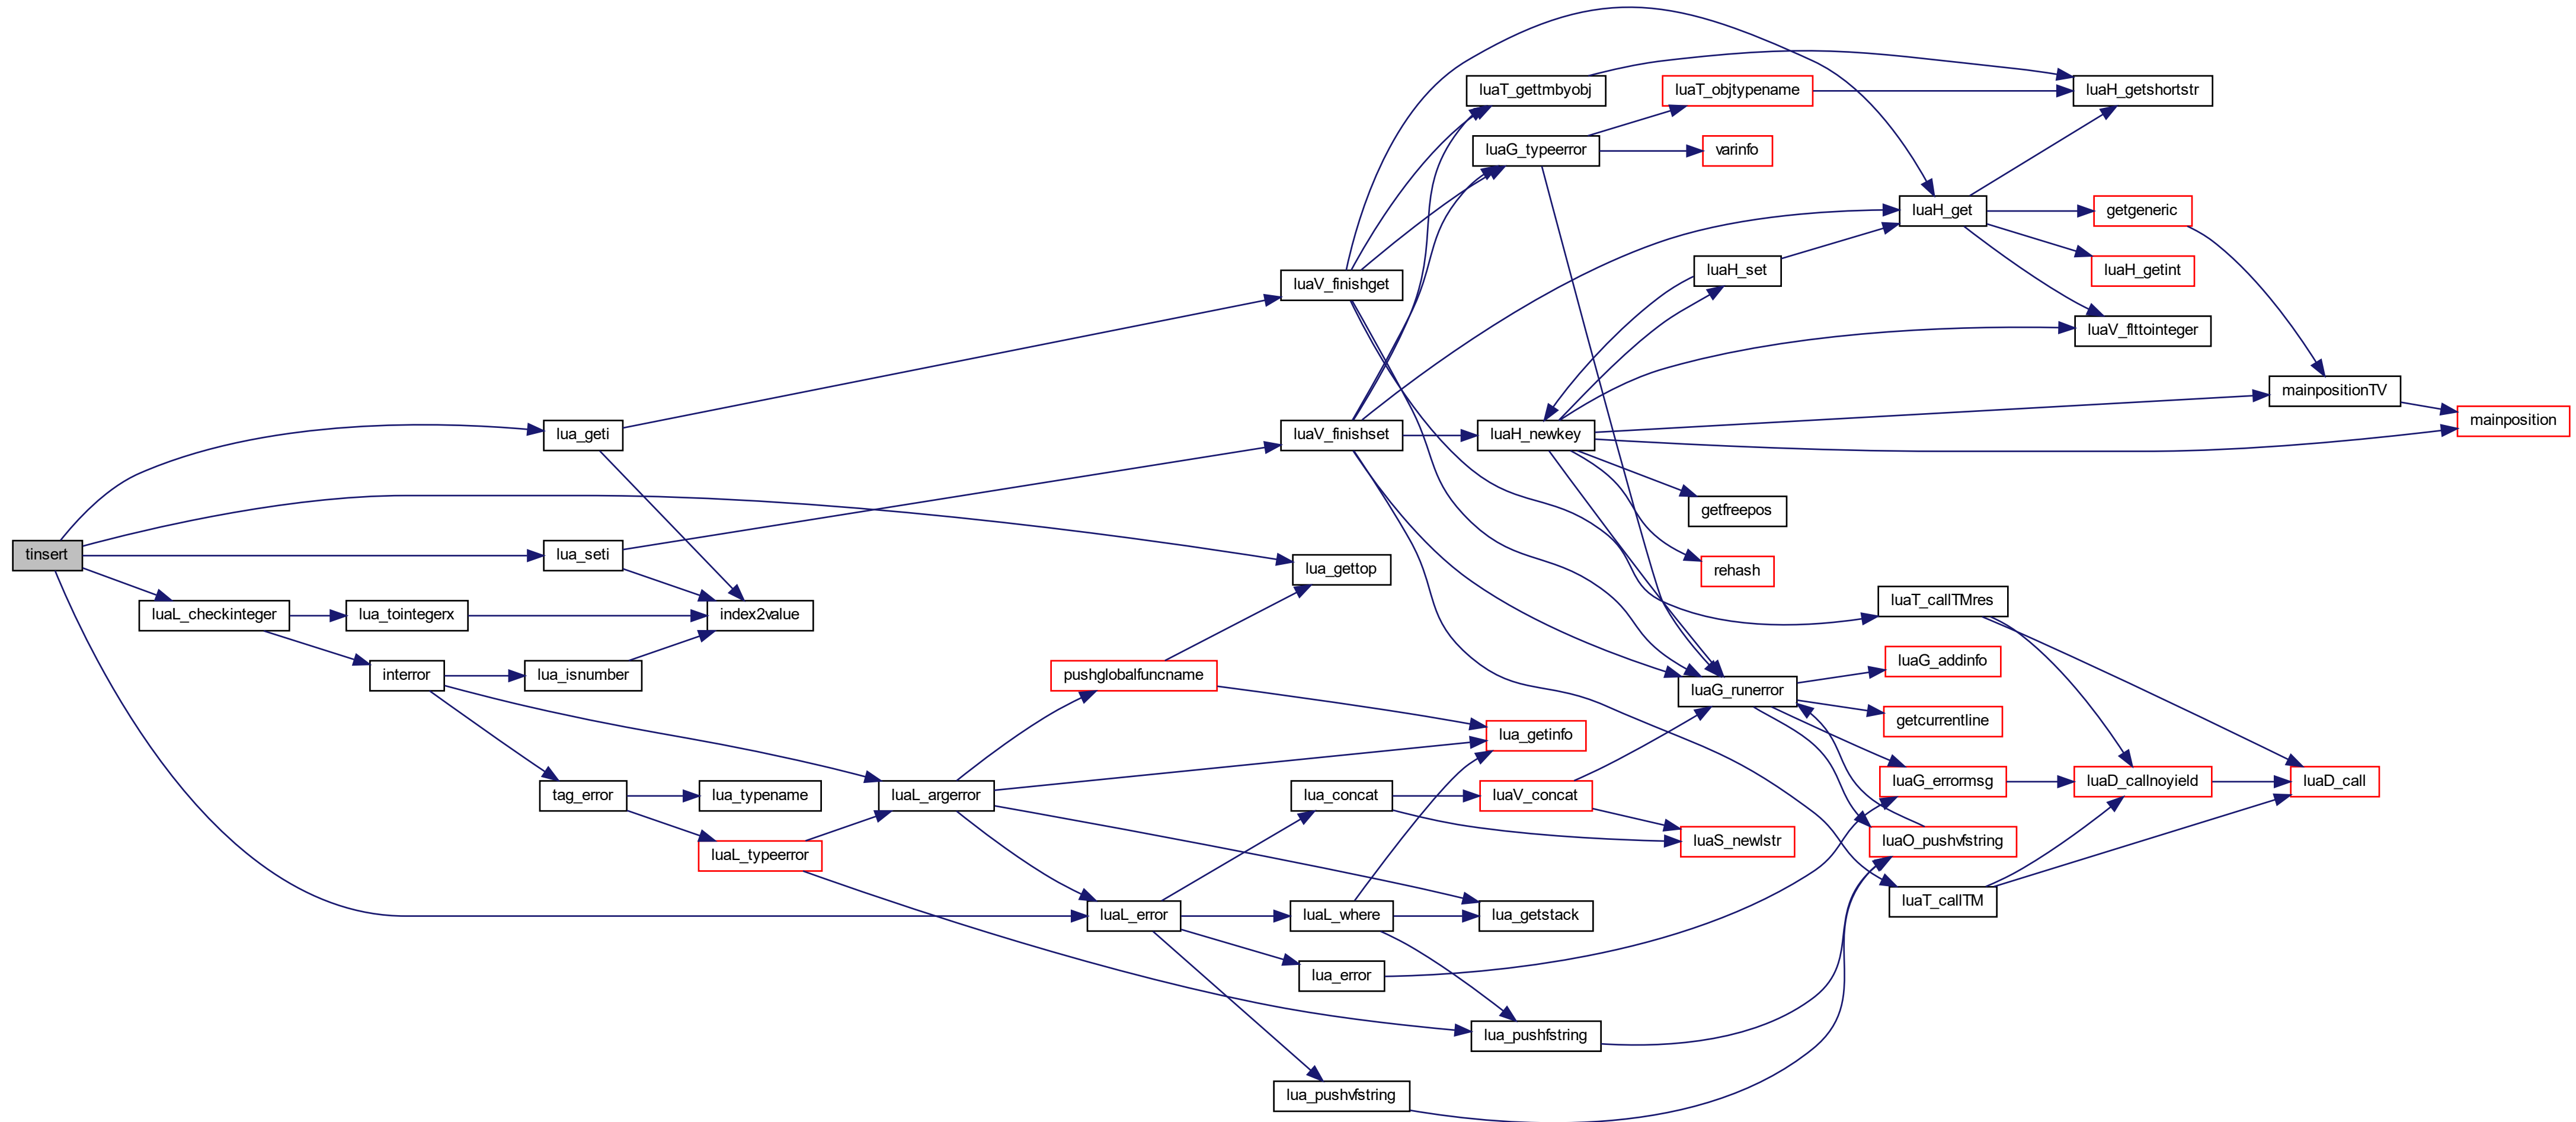 tinsert
lua_geti
lua_seti
luaL_checkinteger
lua_tointegerx
interror
lua_isnumber
tag_error
lua_gettop
index2value
lua_typename
luaL_typeerror
pushglobalfuncname
luaL_argerror
luaL_error
luaV_finishget
luaV_finishset
lua_concat
luaL_where
lua_error
lua_pushvfstring
luaT_gettmbyobj
luaG_typeerror
luaH_newkey
lua_getinfo
luaV_concat
lua_getstack
lua_pushfstring
luaT_objtypename
varinfo
luaH_set
getfreepos
rehash
luaG_runerror
luaS_newlstr
luaH_get
luaT_callTMres
luaG_addinfo
getcurrentline
luaG_errormsg
luaO_pushvfstring
luaT_callTM
luaH_getshortstr
getgeneric
luaH_getint
luaV_flttointeger
luaD_callnoyield
mainpositionTV
luaD_call
mainposition